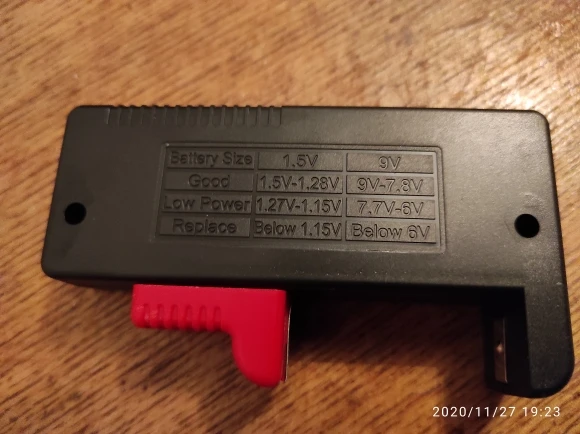 Battery Size 1.5V 9V
Good 1.5V-1.28V 9V-7.8V
Low Power 1.27V-1.15V 7.7V-6V
Replace Below 1.15V Below 6V
2020/11/27 19:23